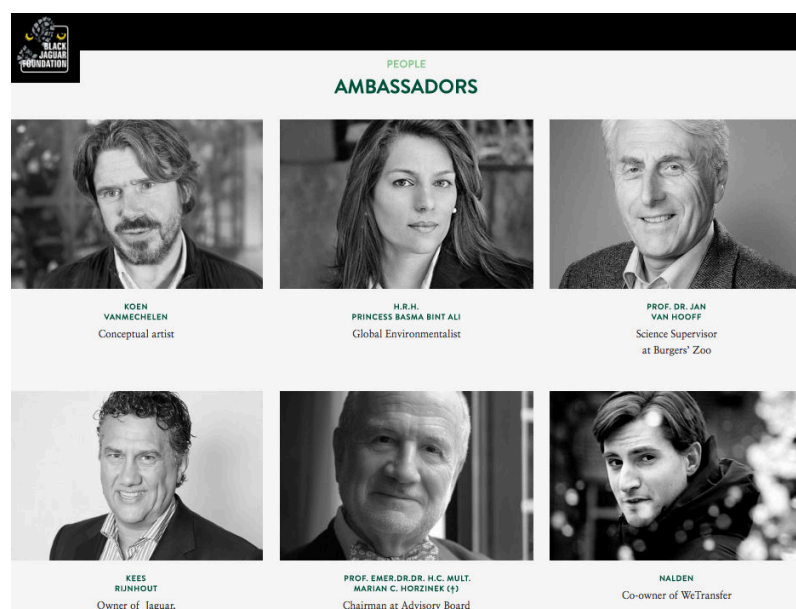 BLACK
JAGUAR
FOUNDATION
PEOPLE
AMBASSADORS
KOEN
VANMECHELEN
Conceptual artist
H.R.H.
PRINCESS BASMA BINT ALI
Global Environmentalist
PROF. DR. JAN
VAN HOOFF
Science Supervisor
at Burgers’ Zoo
KEES
RIJNHOUT
Owner of Jaguar,
PROF. EMER.DR.DR. H.C. MULT.
MARIAN C. HORZINEK (†)
Chairman at Advisory Board
NALDEN
Co-owner of WeTransfer